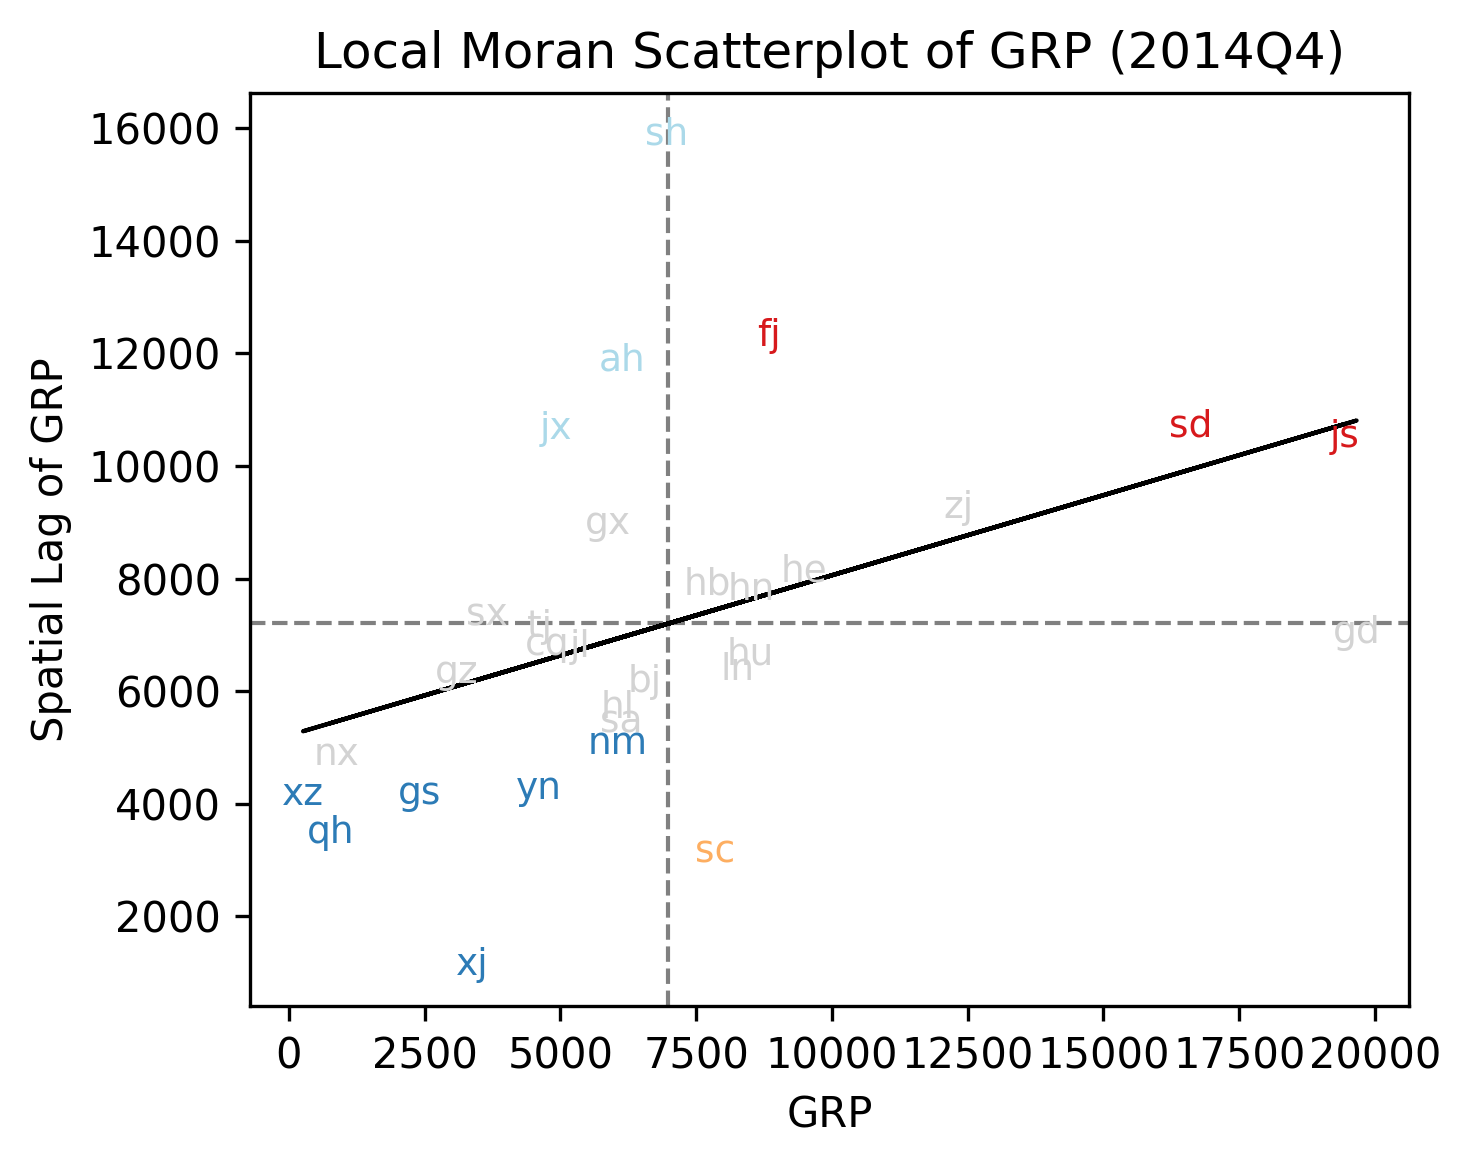 Local Moran Scatterplot of GRP (2014Q4)
16000
14000
12000
10000
8000
6000
4000
2000
Spatial Lag of GRP
sh
fj
ah
sd
jx
js
zj
gx
he
hb
hn
sx
tj
gd
cq
jl
hu
ln
gz
bj
hl
sa
nm
nx
yn
xz
gs
qh
sc
xj
0
2500
5000
7500
10000
12500
15000
17500
20000
GRP